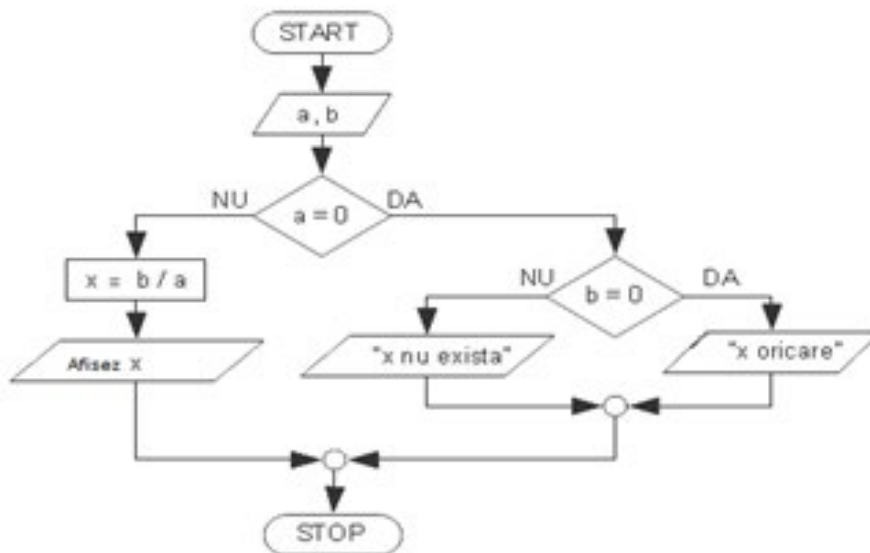 START
a , b
NU
DA
a = 0
x = b / a
NU
DA
b = 0
Afisez x
"x nu exista"
"x oricare"
STOP